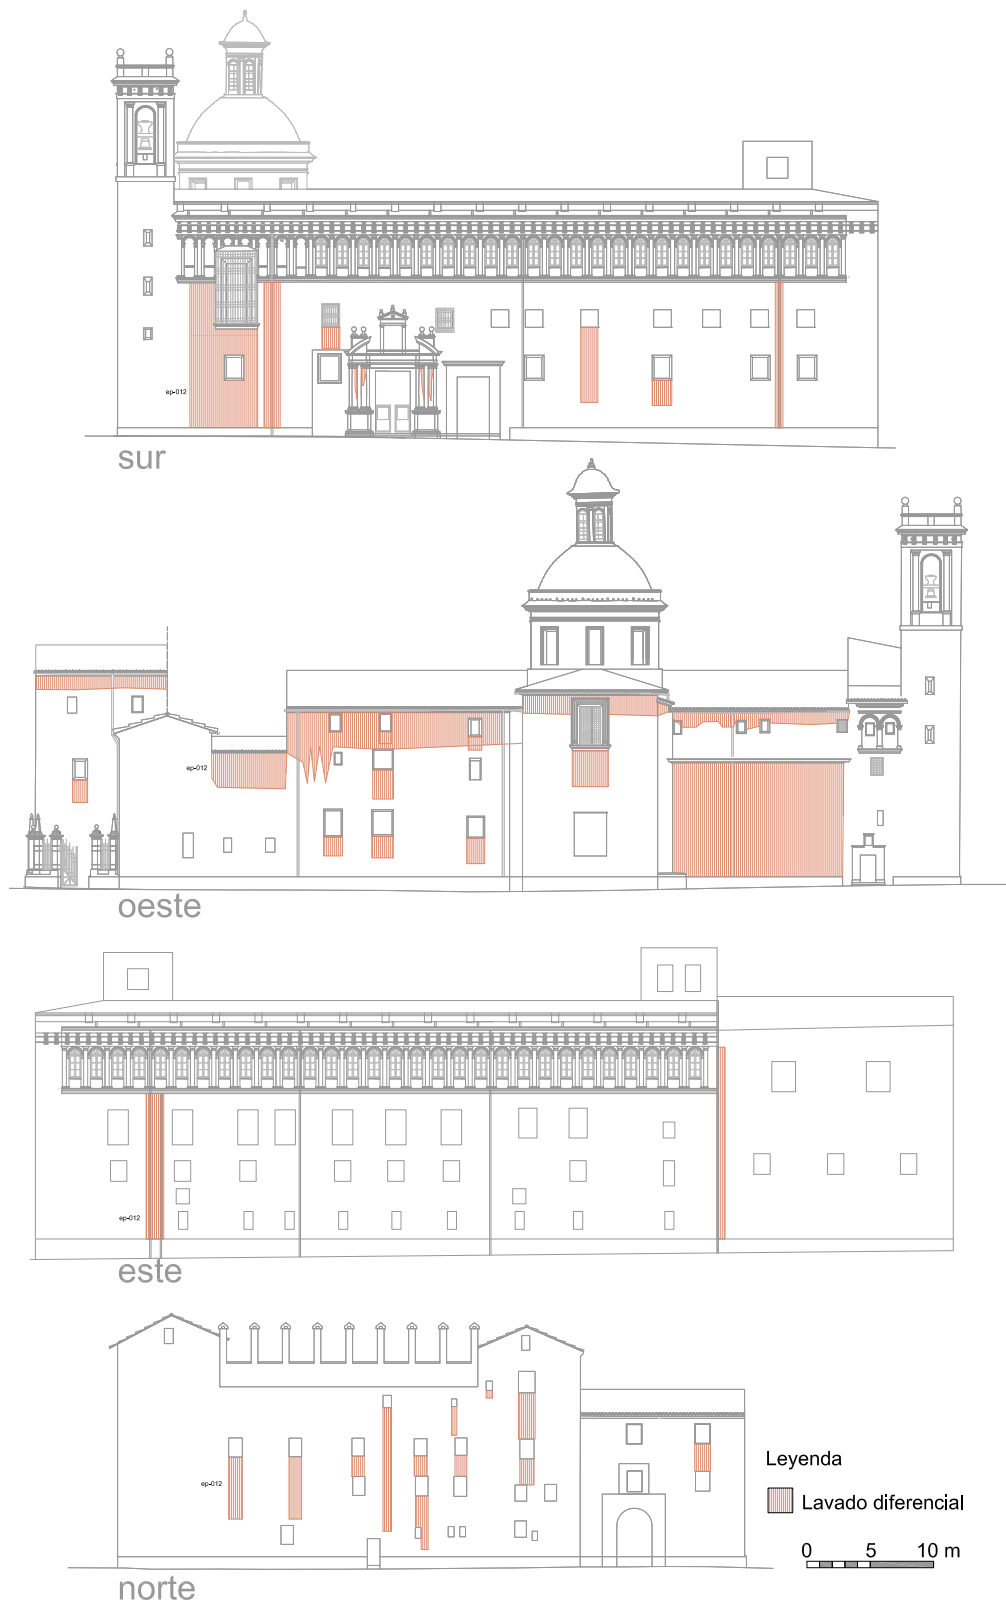 ep-012
sur
ep-012
oeste
ep-012
este
ep-012
norte
Leyenda
Lavado diferencial
0 5 10 m